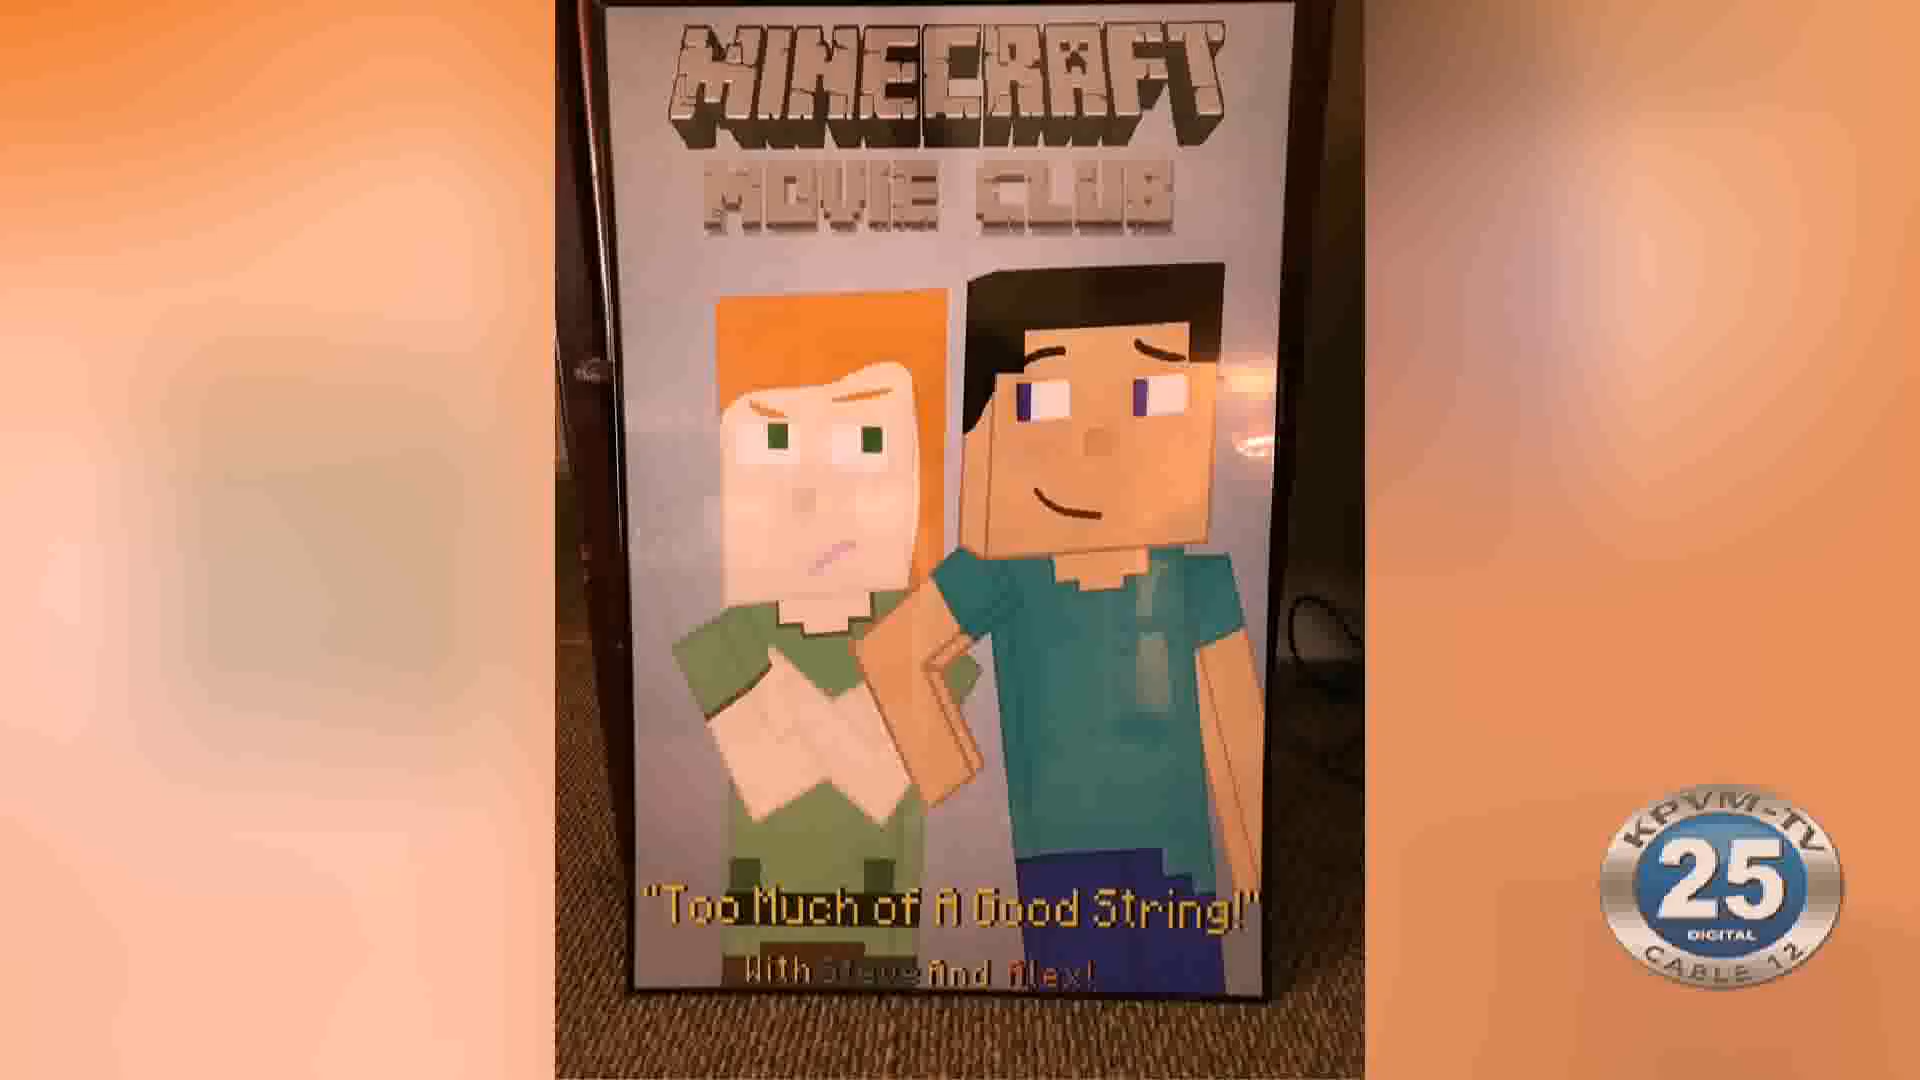 MINECRAFT
MOVIE CLUB
"Too Much of A Good String!"
With Steve And Alex!
KPVM-TV
25
DIGITAL
CABLE 12